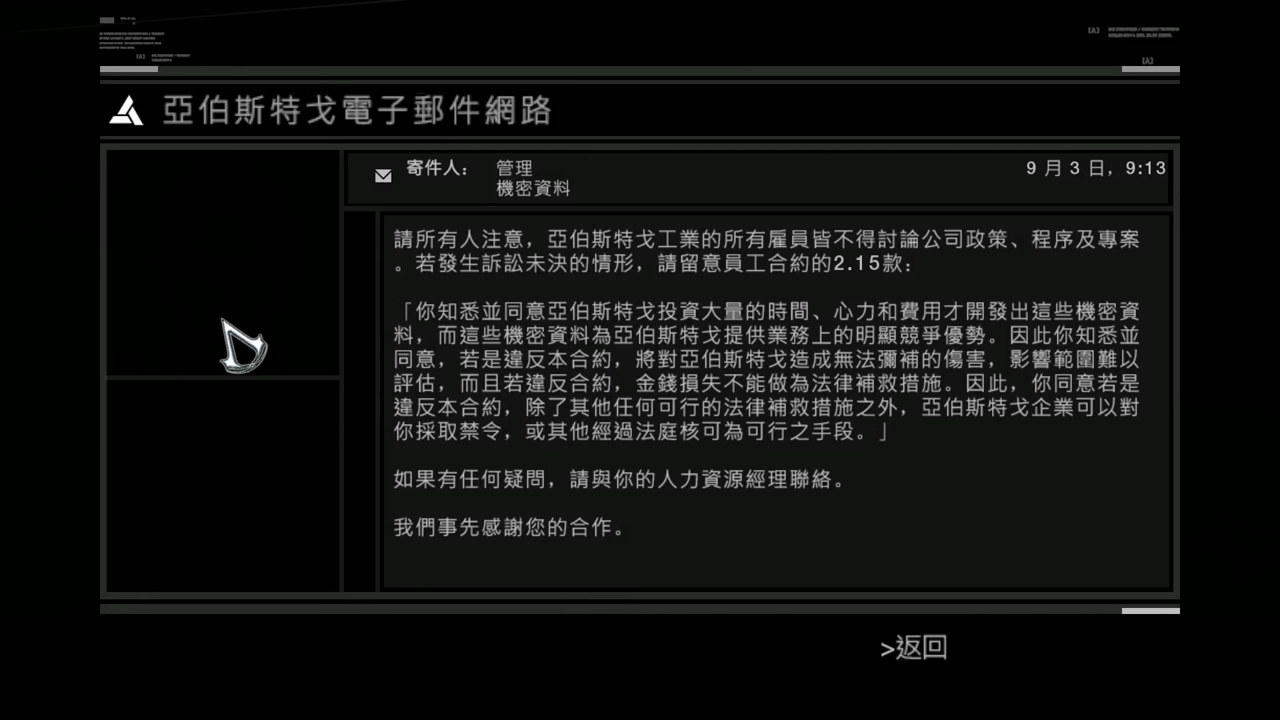 亞伯斯特戈電子郵件網路
寄件人: 管理
9 月 3 日, 9:13
機密資料
請所有人注意, 亞伯斯特戈工業的所有雇員皆不得討論公司政策、程序及專案
。若發生訴訟未決的情形, 請留意員工合約的2.15款:
「你知悉並同意亞伯斯特戈投資大量的時間、心力和費用才開發出這些機密資
料, 而這些機密資料為亞伯斯特戈提供業務上的明顯競爭優勢。因此你知悉並
同意, 若是違反本合約, 將對亞伯斯特戈造成無法彌補的傷害, 影響範圍難以
評估, 而且若違反合約, 金錢損失不能做為法律補救措施。因此, 你同意若是
違反本合約, 除了其他任何可行的法律補救措施之外, 亞伯斯特戈企業可以對
你採取禁令, 或其他經過法庭核可為可行之手段。」
如果有任何疑問, 請與你的人力資源經理聯絡。
我們事先感謝您的合作。
>返回